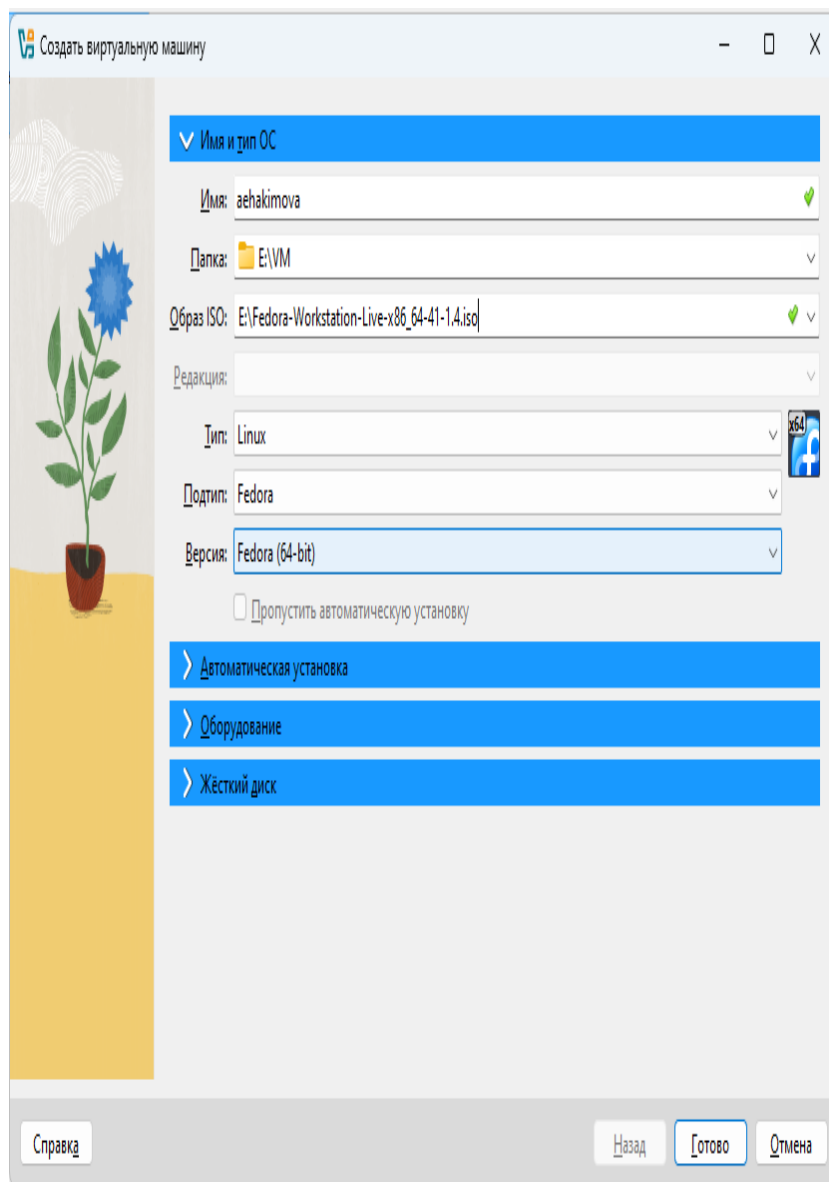 Создать виртуальную машину
Имя и тип ОС
Имя: aehakimova
Папка: E:\VM
Образ ISO: E:\Fedora-Workstation-Live-x86_64-41-1.4.iso
Редакция:
Тип: Linux
x64
Подтип: Fedora
Версия: Fedora (64-bit)
Пропустить автоматическую установку
Автоматическая установка
Оборудование
Жёсткий диск
Справка Назад Готово Отмена